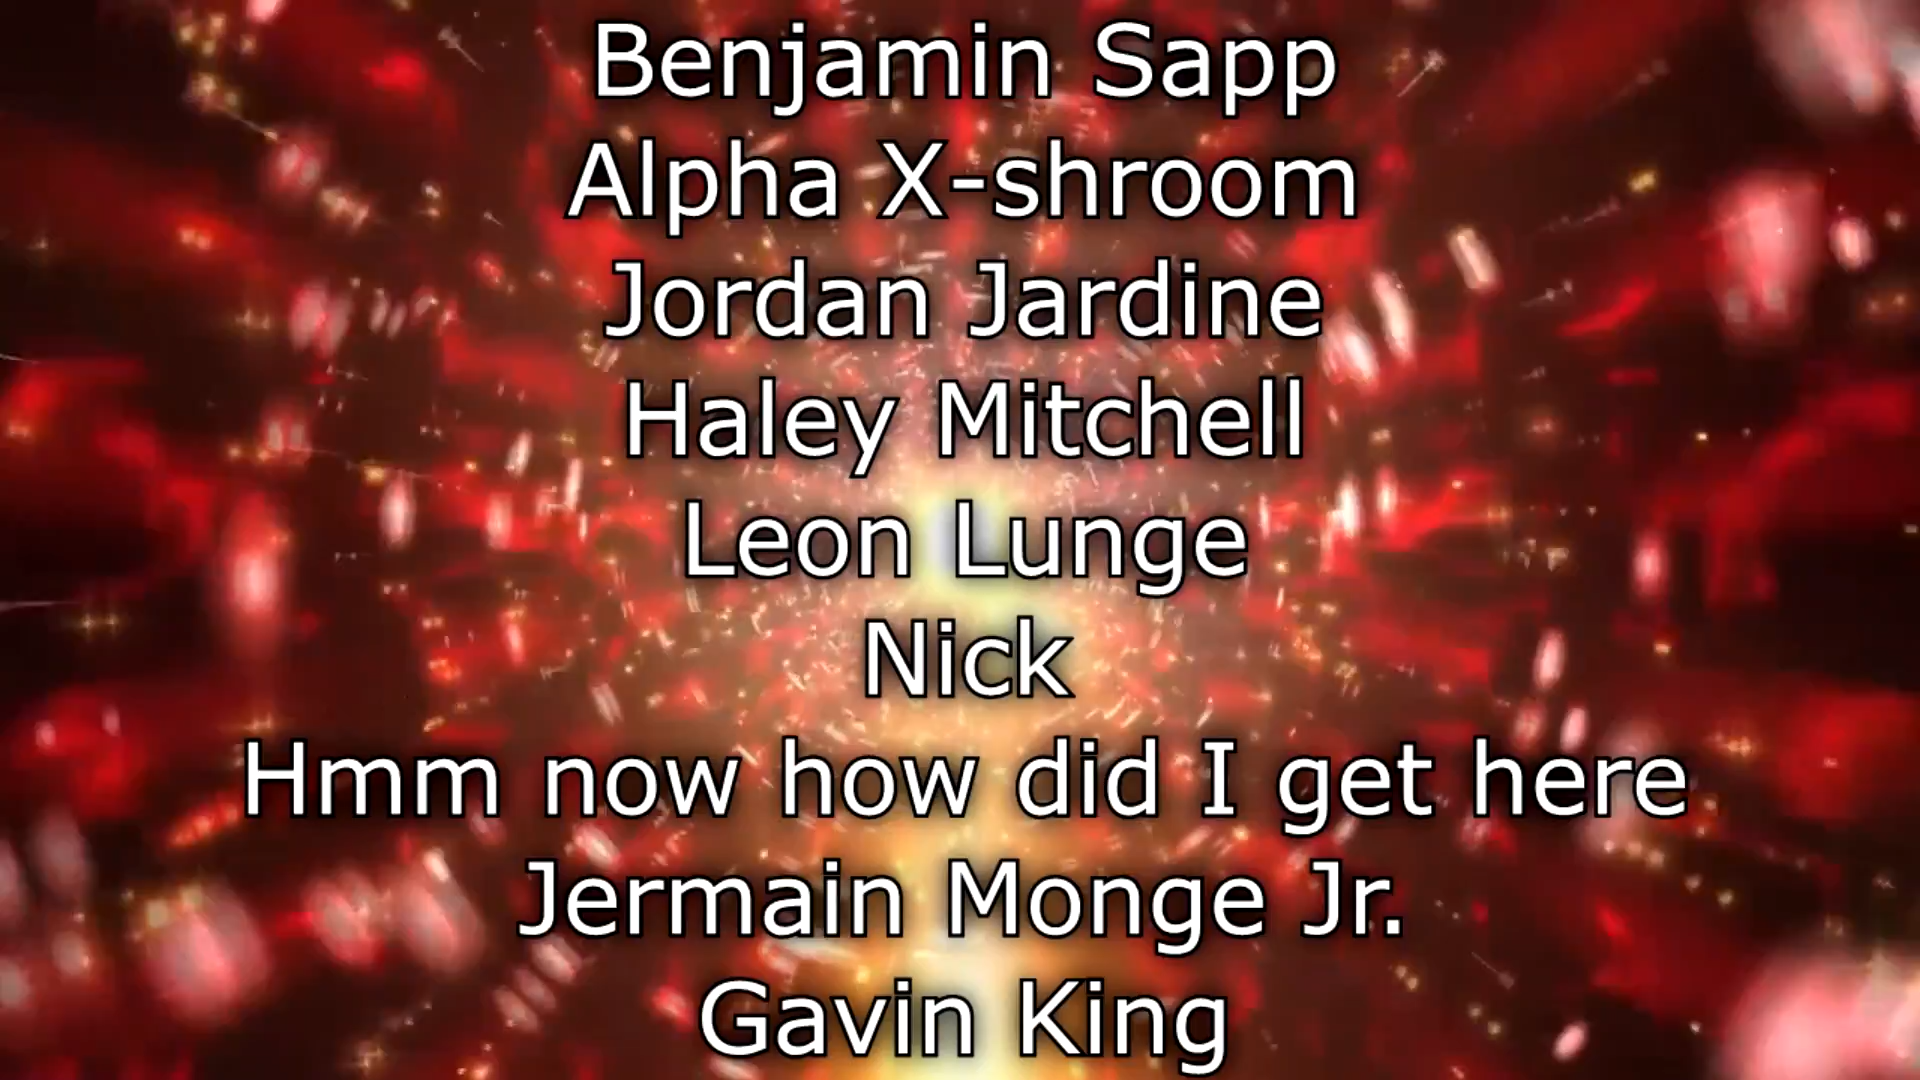 Benjamin Sapp
Alpha X-shroom
Jordan Jardine
Haley Mitchell
Leon Lunge
Nick
Hmm now how did I get here
Jermain Monge Jr.
Gavin King